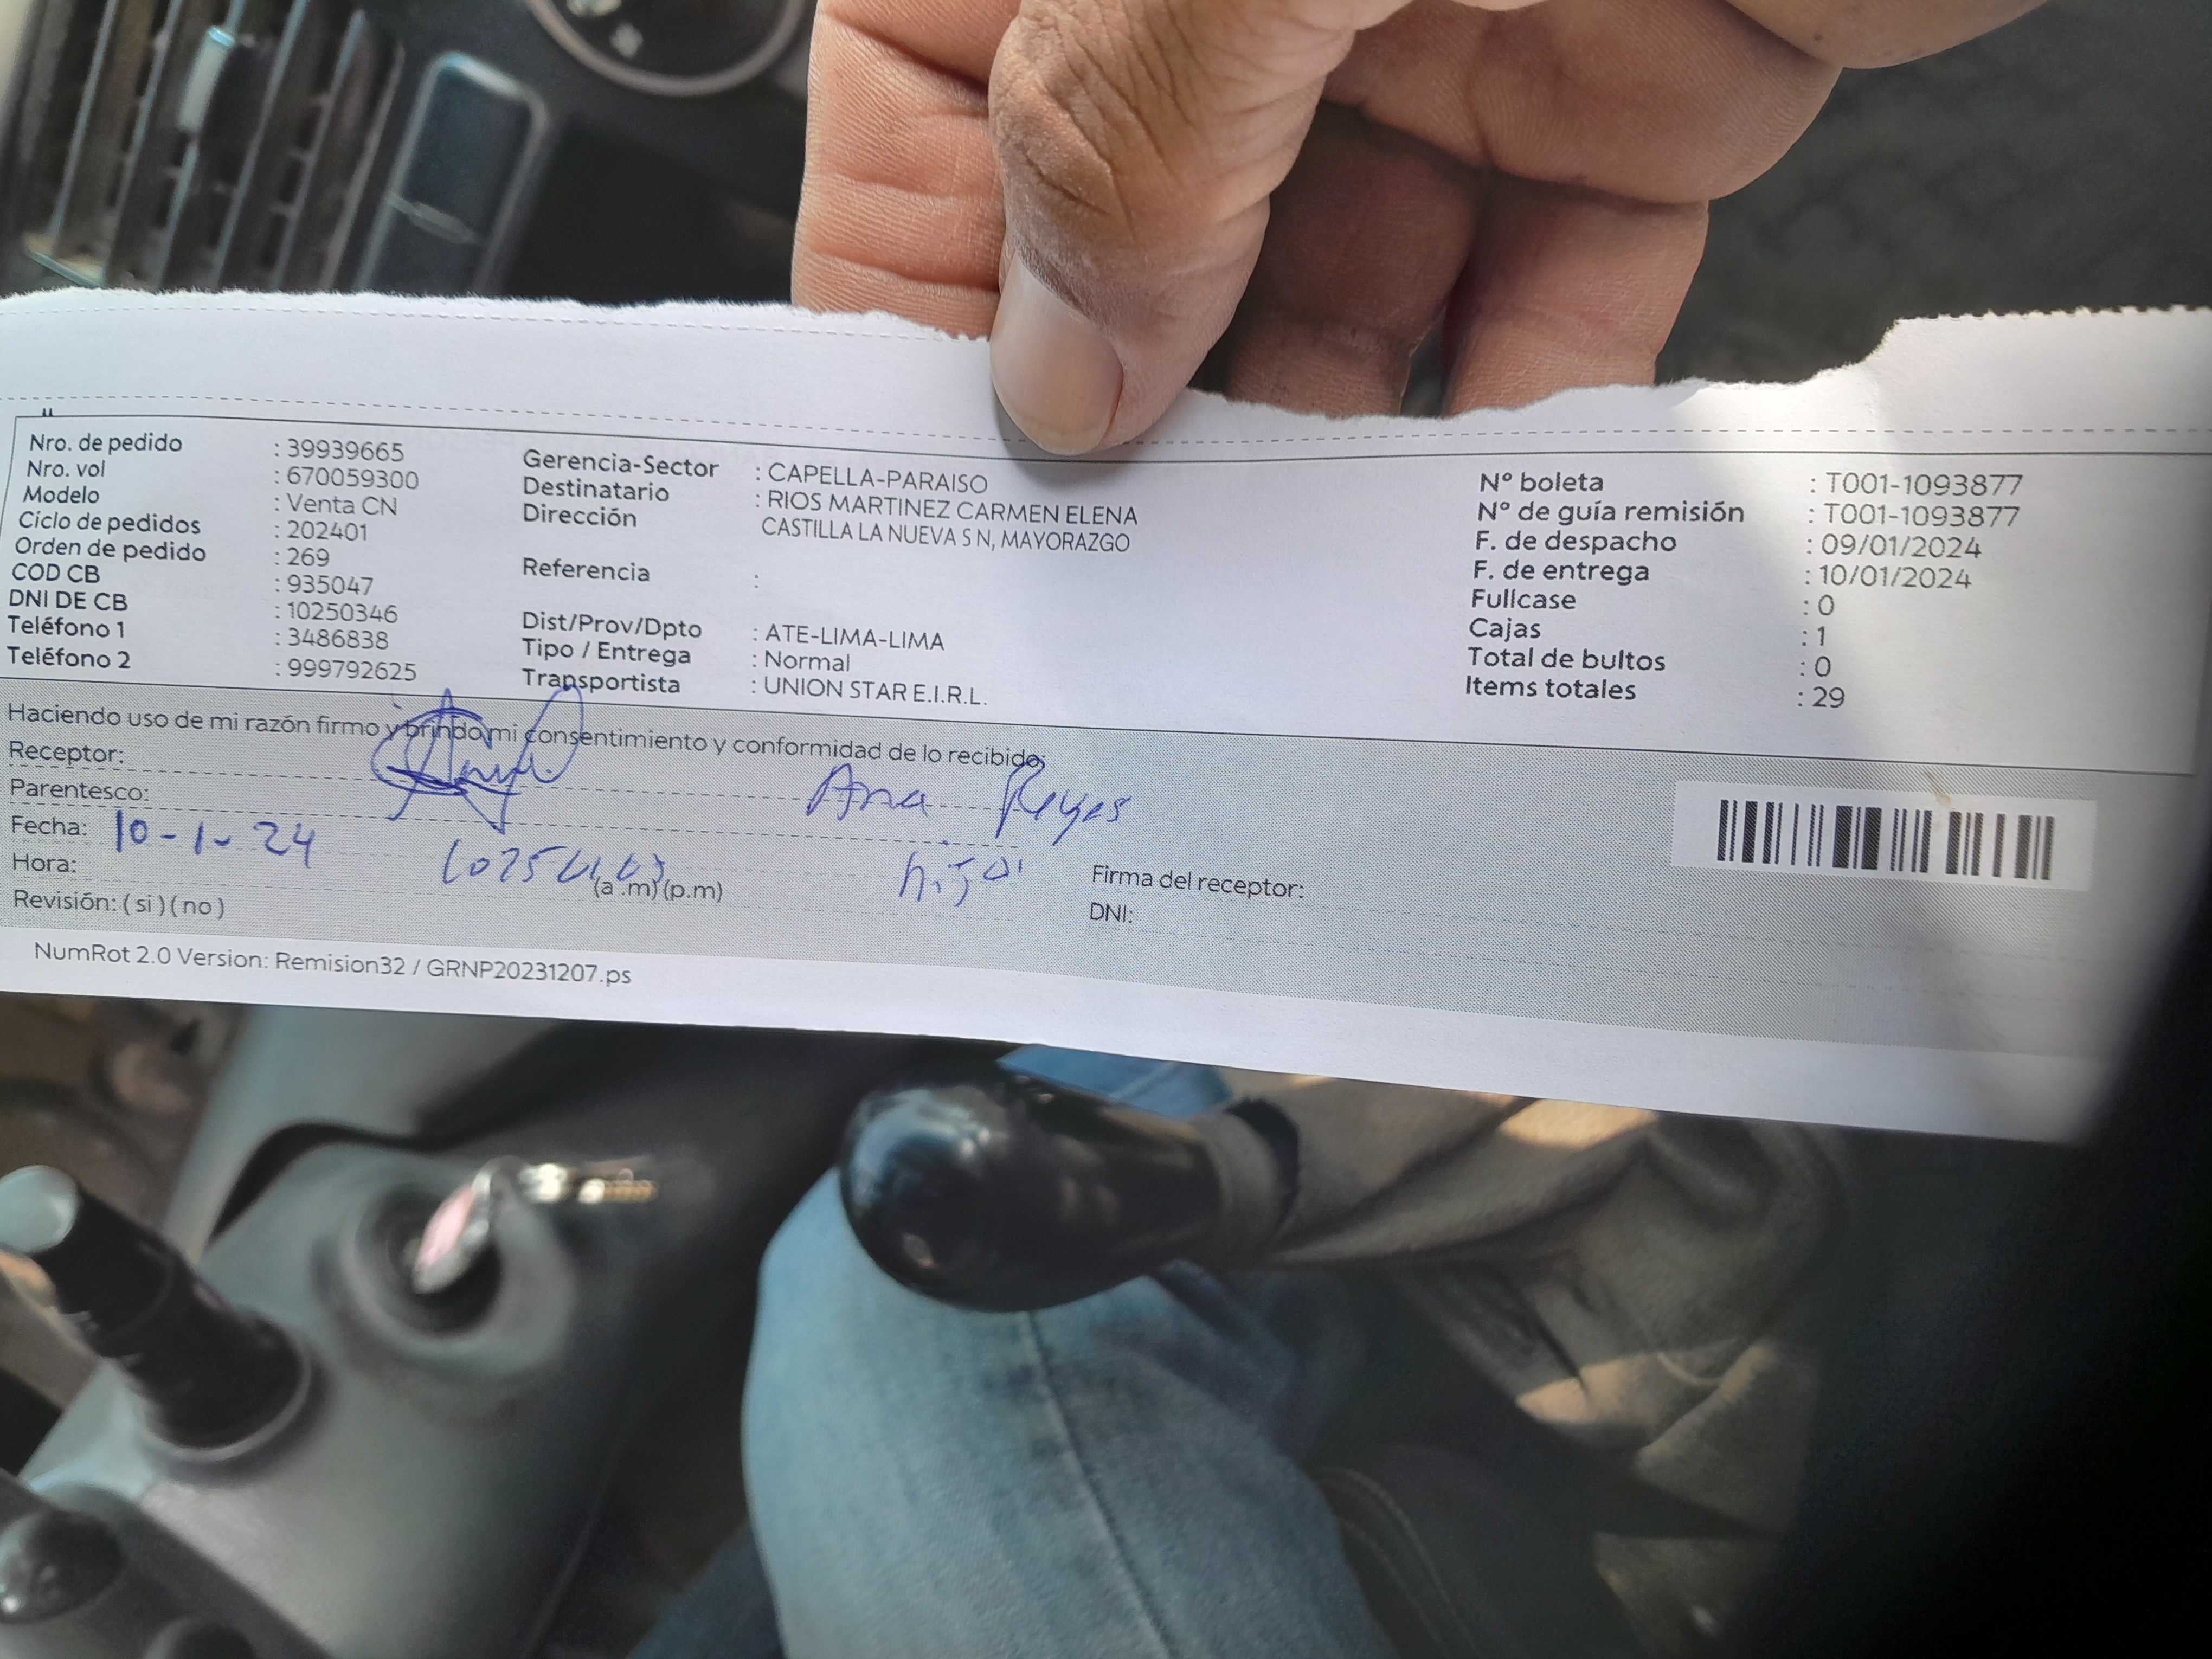 Nro. de pedido : 39939665
Nro. vol : 670059300
Modelo : Venta CN
Ciclo de pedidos : 202401
Orden de pedido : 269
COD CB : 935047
DNI DE CB : 10250346
Teléfono 1 : 3486838
Teléfono 2 : 999792625
Gerencia-Sector : CAPELLA-PARAISO
Destinatario : RIOS MARTINEZ CARMEN ELENA
Dirección CASTILLA LA NUEVA S N, MAYORAZGO
Referencia :
Dist/Prov/Dpto : ATE-LIMA-LIMA
Tipo / Entrega : Normal
Transportista : UNION STAR E.I.R.L.
Nº boleta : T001-1093877
Nº de guía remisión : T001-1093877
F. de despacho : 09/01/2024
F. de entrega : 10/01/2024
Fullcase : 0
Cajas : 1
Total de bultos : 0
Items totales : 29
Haciendo uso de mi razón firmo y brindo mi consentimiento y conformidad de lo recibido:
Receptor: Ana Reyes
Parentesco: hija
Fecha: 10-1-24
Hora: (a .m) (p.m)
Revisión: ( si ) ( no )
Firma del receptor:
DNI:
NumRot 2.0 Version: Remision32 / GRNP20231207.ps